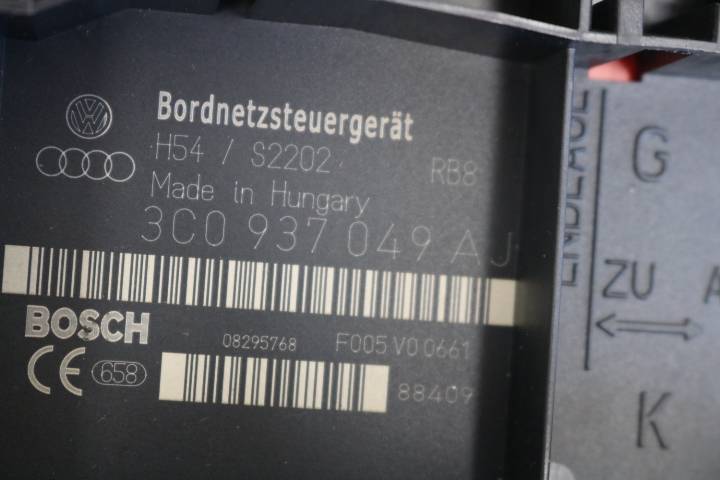 Bordnetzsteuergerät
H54 / S2202 RB8
Made in Hungary
3C0 937 049 AJ
BOSCH
08295768 F005 V0 0661
CE 658
88409
ENDLAGE
G
ZU A
K